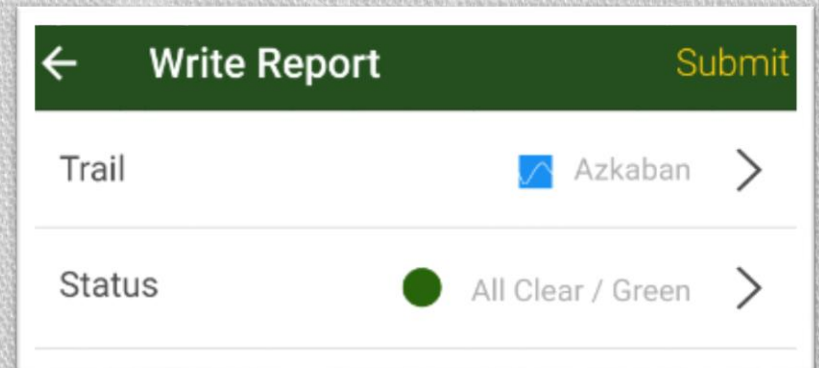 Write Report Submit
Trail Azkaban
Status All Clear / Green